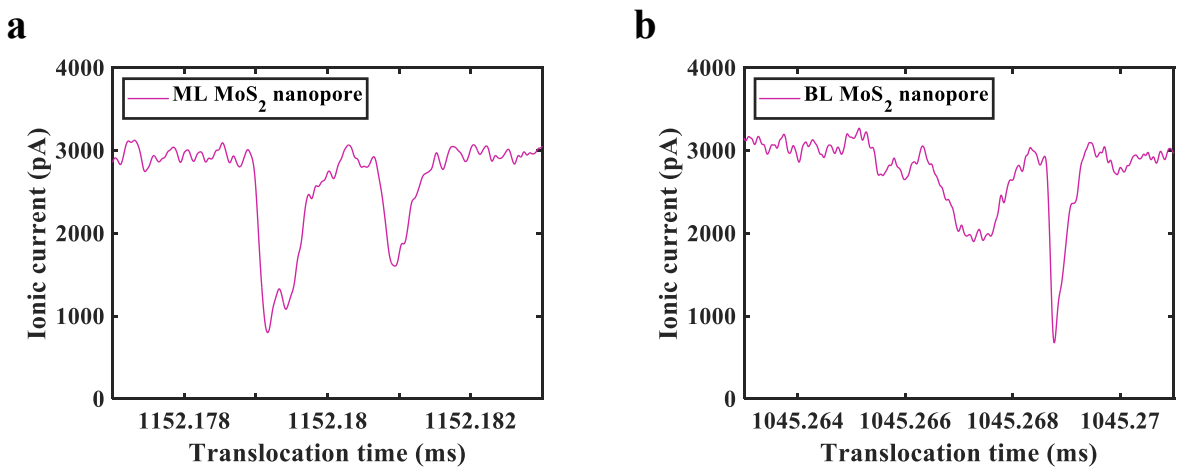 a
b
4000
3000
2000
1000
0
Ionic current (pA)
ML MoS2 nanopore
1152.178 1152.18 1152.182
Translocation time (ms)
4000
3000
2000
1000
0
Ionic current (pA)
BL MoS2 nanopore
1045.264 1045.266 1045.268 1045.27
Translocation time (ms)